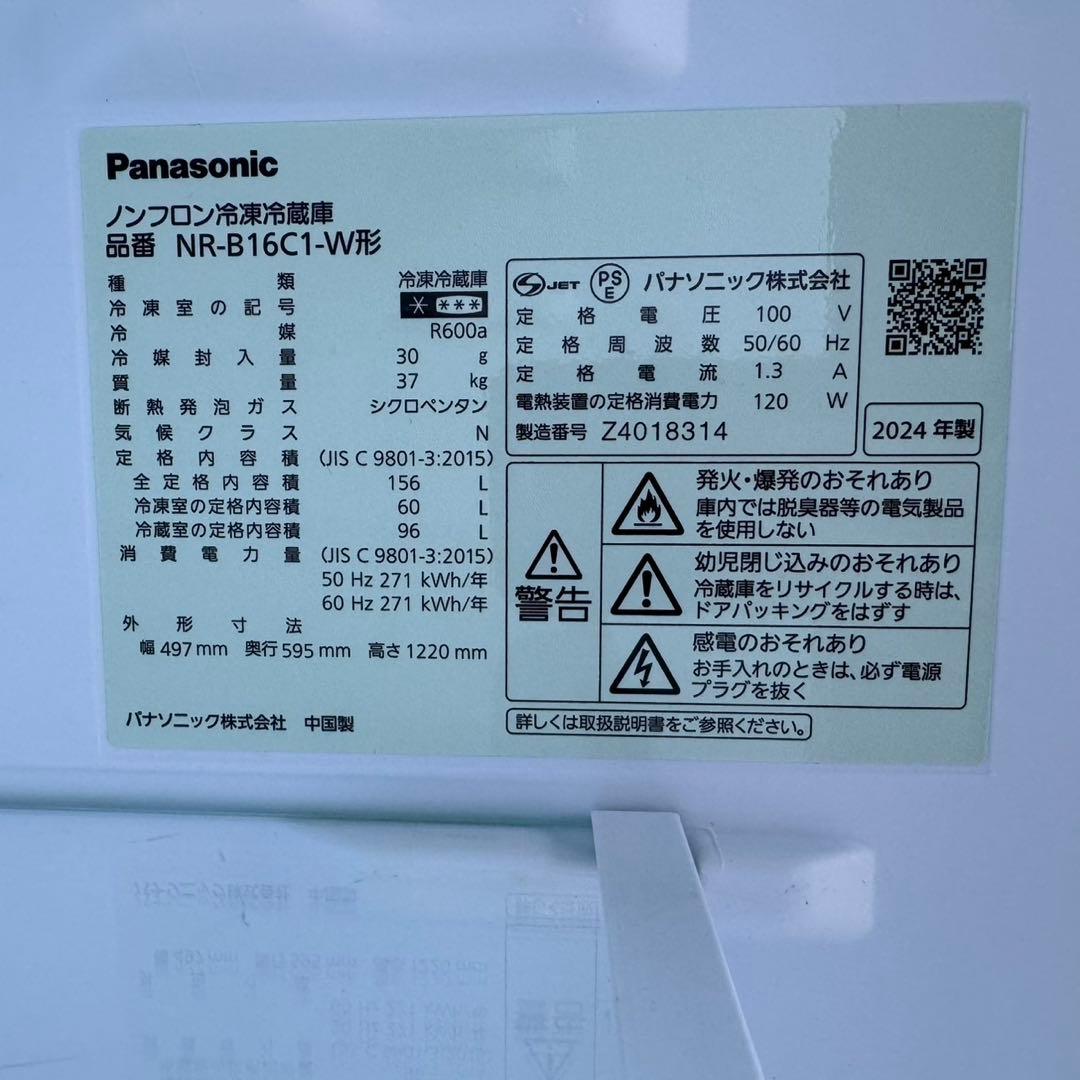 Panasonic
ノンフロン冷凍冷蔵庫
品番 NR-B16C1-W形
種類 冷凍冷蔵庫
冷凍室の記号 * ***
冷媒 R600a
冷媒封入量 30 g
質量 37 kg
断熱発泡ガス シクロペンタン
気候クラス N
定格内容積 (JIS C 9801-3:2015)
全定格内容積 156 L
冷凍室の定格内容積 60 L
冷蔵室の定格内容積 96 L
消費電力量 (JIS C 9801-3:2015)
50 Hz 271 kWh/年
60 Hz 271 kWh/年
外形寸法
幅 497 mm 奥行 595 mm 高さ 1220 mm
パナソニック株式会社 中国製
JET PSE パナソニック株式会社
定格電圧 100 V
定格周波数 50/60 Hz
定格電流 1.3 A
電熱装置の定格消費電力 120 W
製造番号 Z4018314
2024 年製
警告
発火・爆発のおそれあり
庫内では脱臭器等の電気製品
を使用しない
幼児閉じ込みのおそれあり
冷蔵庫をリサイクルする時は、
ドアパッキングをはずす
感電のおそれあり
お手入れのときは、必ず電源
プラグを抜く
詳しくは取扱説明書をご参照ください。